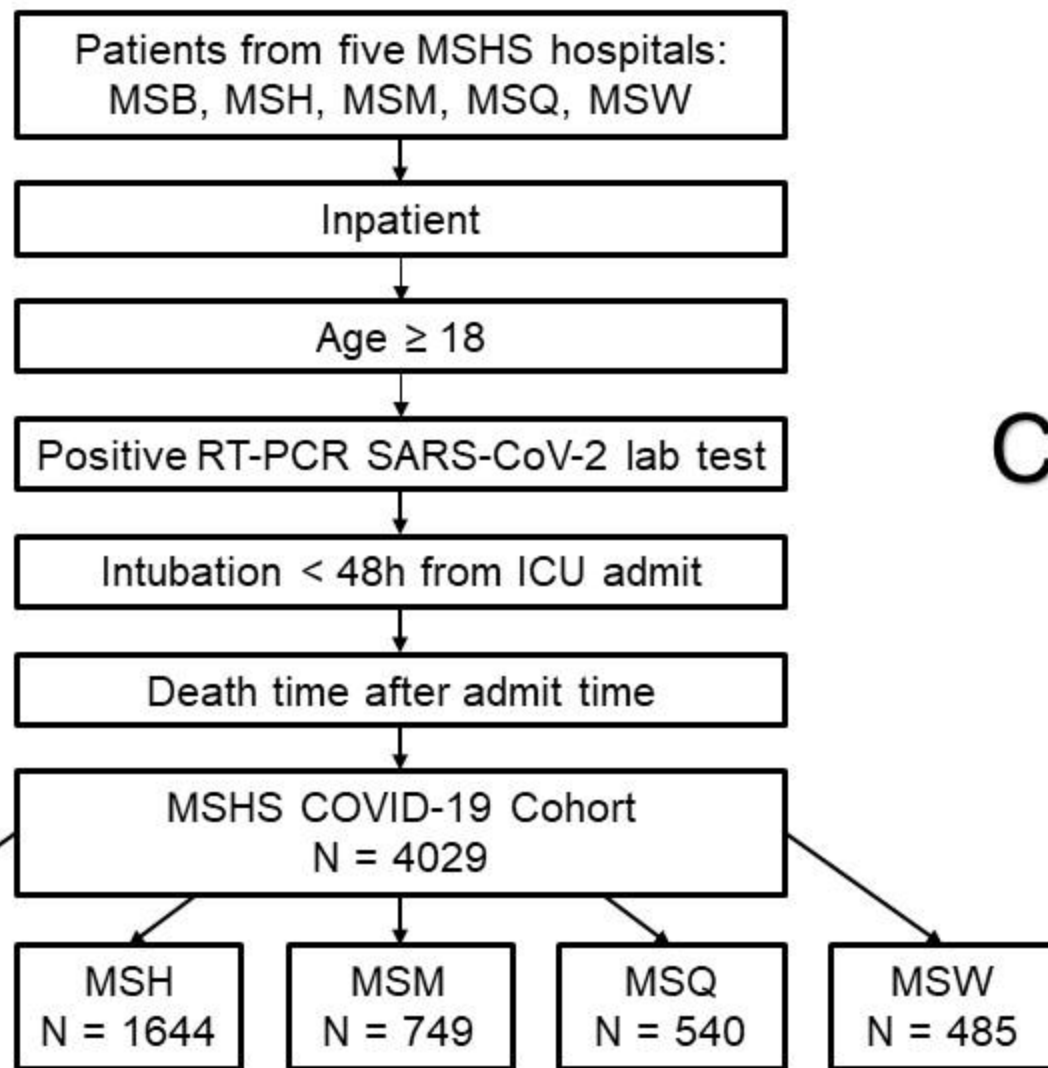 Patients from five MSHS hospitals:
MSB, MSH, MSM, MSQ, MSW
Inpatient
Age ≥ 18
Positive RT-PCR SARS-CoV-2 lab test
C
Intubation < 48h from ICU admit
Death time after admit time
MSHS COVID-19 Cohort
N = 4029
MSH
N = 1644
MSM
N = 749
MSQ
N = 540
MSW
N = 485